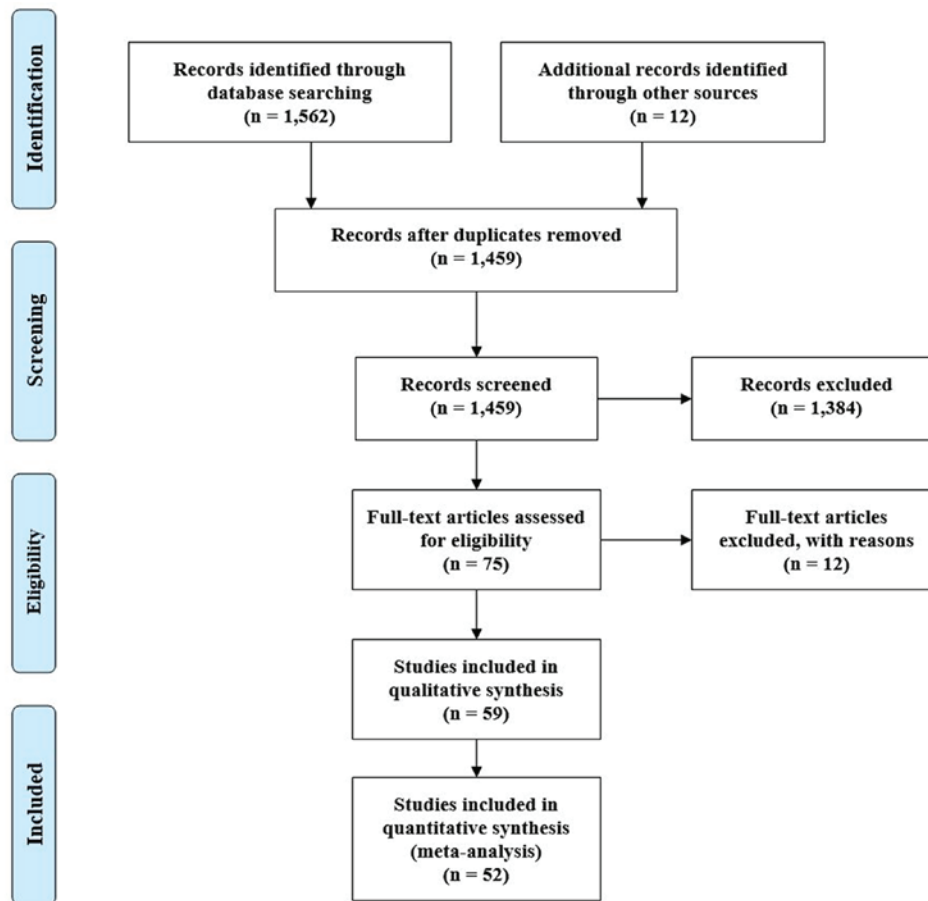 Identification
Records identified through
database searching
(n = 1,562)
Additional records identified
through other sources
(n = 12)
Records after duplicates removed
(n = 1,459)
Screening
Records screened
(n = 1,459)
Records excluded
(n = 1,384)
Eligibility
Full-text articles assessed
for eligibility
(n = 75)
Full-text articles
excluded, with reasons
(n = 12)
Studies included in
qualitative synthesis
(n = 59)
Included
Studies included in
quantitative synthesis
(meta-analysis)
(n = 52)